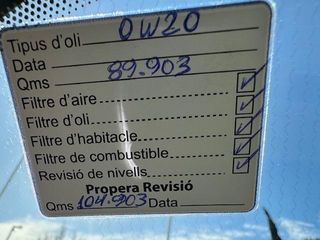 Tipus d'oli 0W20
Data
Qms 89.903
Filtre d'aire
Filtre d'oli
Filtre d'habitacle
Filtre de combustible
Revisió de nivells
Propera Revisió
Qms 104.903 Data